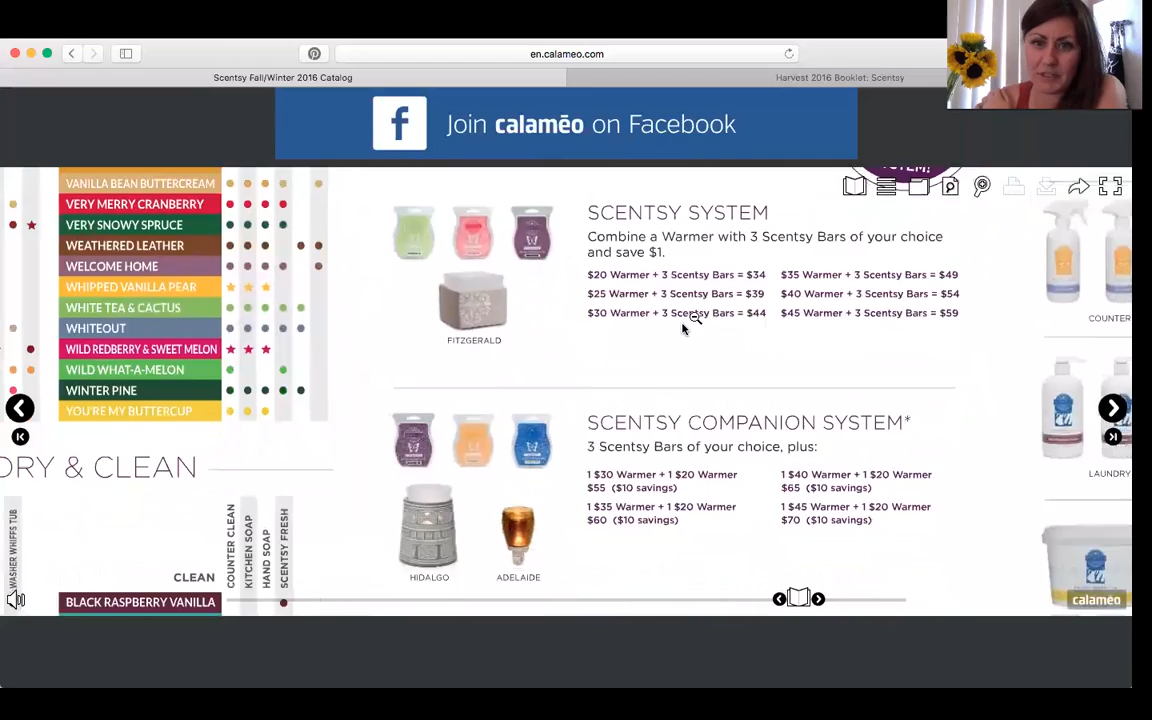 en.calameo.com
Scentsy Fall/Winter 2016 Catalog
Harvest 2016 Booklet: Scentsy
f Join calaméo on Facebook
VANILLA BEAN BUTTERCREAM
VERY MERRY CRANBERRY
VERY SNOWY SPRUCE
WEATHERED LEATHER
WELCOME HOME
WHIPPED VANILLA PEAR
WHITE TEA & CACTUS
WHITEOUT
WILD REDBERRY & SWEET MELON
WILD WHAT-A-MELON
WINTER PINE
YOU'RE MY BUTTERCUP
DRY & CLEAN
WASHER WHIFFS TUB
COUNTER CLEAN
KITCHEN SOAP
HAND SOAP
SCENTSY FRESH
CLEAN
BLACK RASPBERRY VANILLA
FITZGERALD
SCENTSY SYSTEM
Combine a Warmer with 3 Scentsy Bars of your choice
and save $1.
$20 Warmer + 3 Scentsy Bars = $34
$25 Warmer + 3 Scentsy Bars = $39
$30 Warmer + 3 Scentsy Bars = $44
$35 Warmer + 3 Scentsy Bars = $49
$40 Warmer + 3 Scentsy Bars = $54
$45 Warmer + 3 Scentsy Bars = $59
HIDALGO
ADELAIDE
SCENTSY COMPANION SYSTEM*
3 Scentsy Bars of your choice, plus:
1 $30 Warmer + 1 $20 Warmer
$55 ($10 savings)
1 $35 Warmer + 1 $20 Warmer
$60 ($10 savings)
1 $40 Warmer + 1 $20 Warmer
$65 ($10 savings)
1 $45 Warmer + 1 $20 Warmer
$70 ($10 savings)
COUNTER
LAUNDRY
calaméo